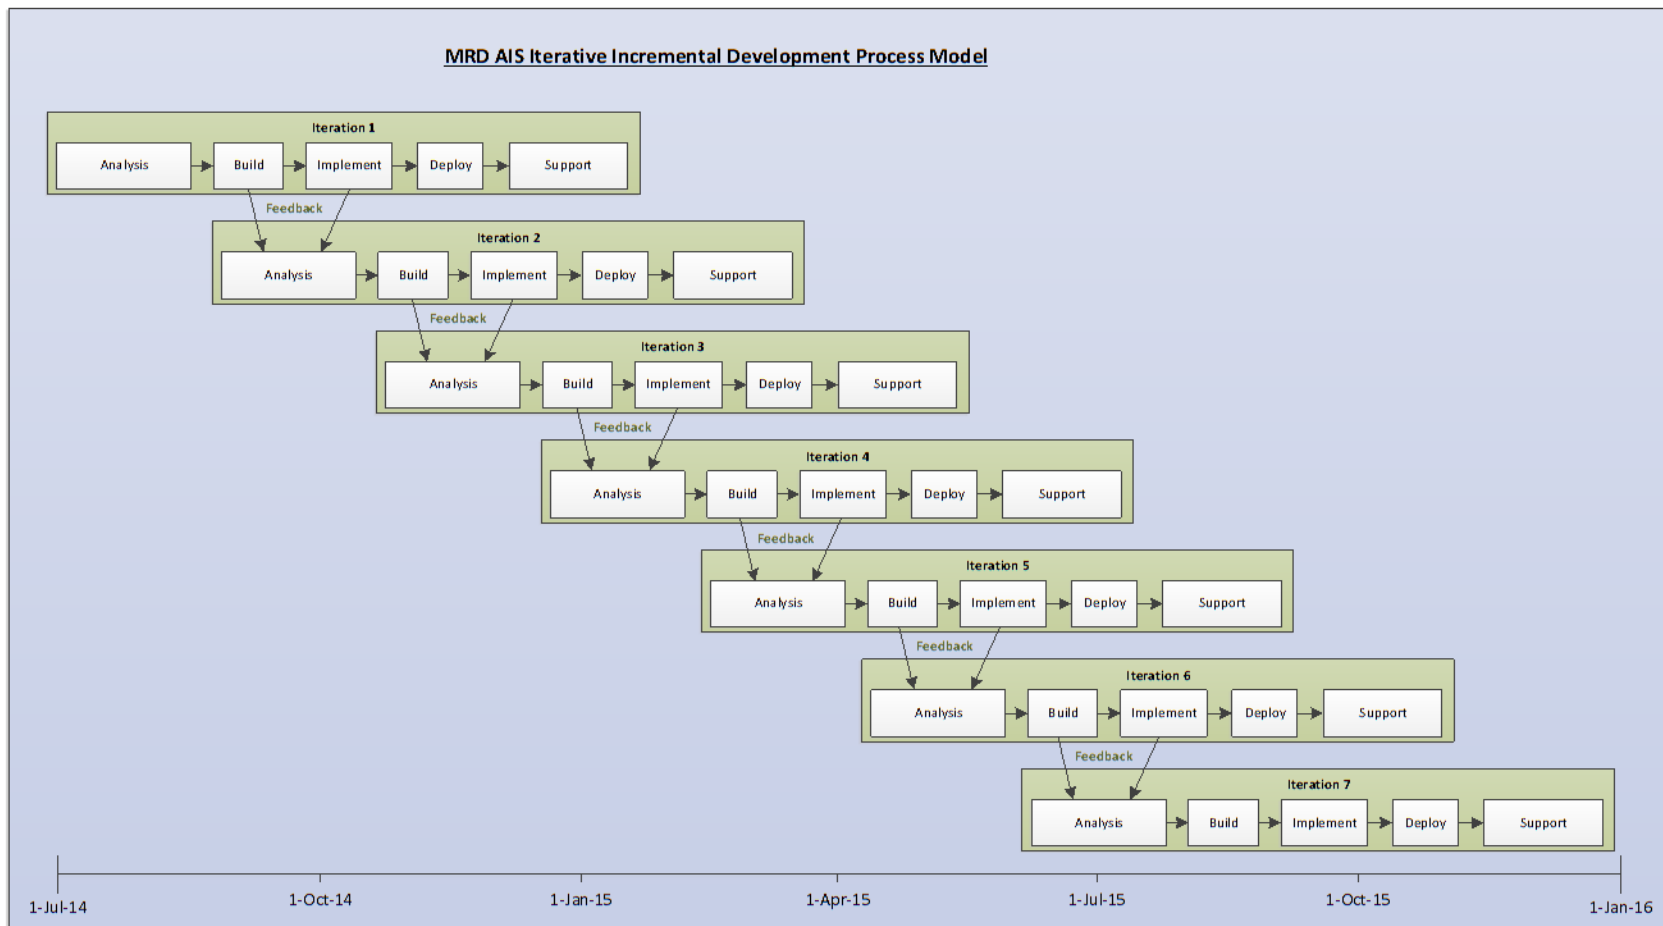 MRD AIS Iterative Incremental Development Process Model
Iteration 1
Analysis
Build
Implement
Deploy
Support
Feedback
Iteration 2
Analysis
Build
Implement
Deploy
Support
Feedback
Iteration 3
Analysis
Build
Implement
Deploy
Support
Feedback
Iteration 4
Analysis
Build
Implement
Deploy
Support
Feedback
Iteration 5
Analysis
Build
Implement
Deploy
Support
Feedback
Iteration 6
Analysis
Build
Implement
Deploy
Support
Feedback
Iteration 7
Analysis
Build
Implement
Deploy
Support
1-Jul-14
1-Oct-14
1-Jan-15
1-Apr-15
1-Jul-15
1-Oct-15
1-Jan-16